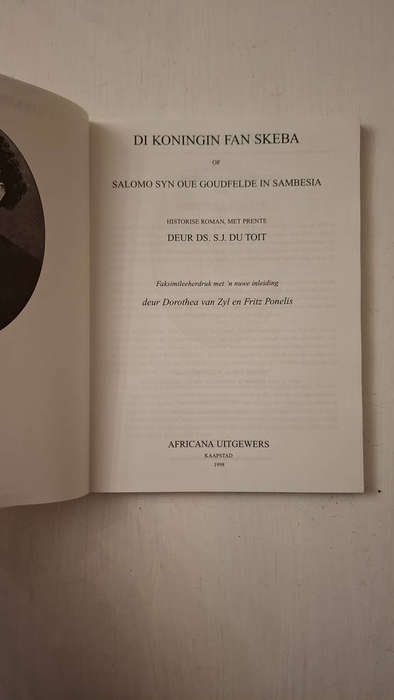 DI KONINGIN FAN SKEBA
OF
SALOMO SYN OUE GOUDFELDE IN SAMBESIA
HISTORISE ROMAN, MET PRENTE
DEUR DS. S.J. DU TOIT
Faksimileeherdruk met 'n nuwe inleiding
deur Dorothea van Zyl en Fritz Ponelis
AFRICANA UITGEWERS
KAAPSTAD
1998